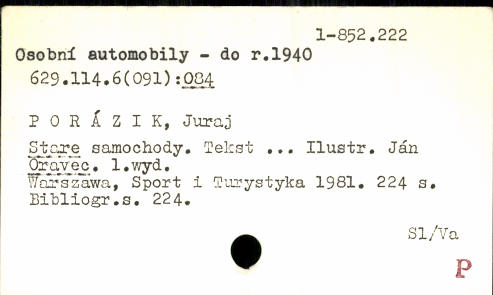 1-852.222
Osobní automobily - do r.1940
629.114.6(091):084
P O R Á Z I K, Juraj
Stare samochody. Tekst ... Ilustr. Ján
Oravec. 1.wyd.
Warszawa, Sport i Turystyka 1981. 224 s.
Bibliogr.s. 224.
Sl/Va
P